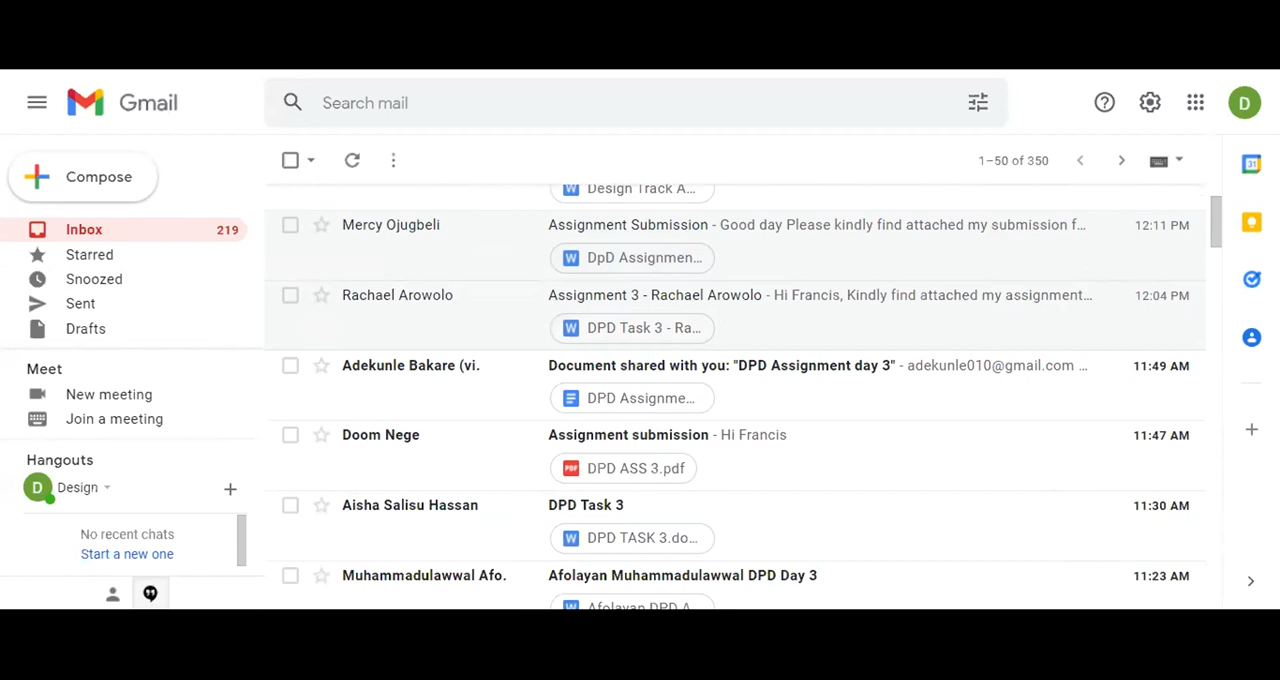 Gmail
Search mail
D
Compose
1–50 of 350
31
Inbox 219
Starred
Snoozed
Sent
Drafts
Meet
New meeting
Join a meeting
Hangouts
D Design
No recent chats
Start a new one
W Design Track A...
Mercy Ojugbeli Assignment Submission - Good day Please kindly find attached my submission f... 12:11 PM
W DpD Assignmen...
Rachael Arowolo Assignment 3 - Rachael Arowolo - Hi Francis, Kindly find attached my assignment... 12:04 PM
W DPD Task 3 - Ra...
Adekunle Bakare (vi. Document shared with you: "DPD Assignment day 3" - adekunle010@gmail.com ... 11:49 AM
DPD Assignme...
Doom Nege Assignment submission - Hi Francis 11:47 AM
PDF DPD ASS 3.pdf
Aisha Salisu Hassan DPD Task 3 11:30 AM
W DPD TASK 3.do...
Muhammadulawwal Afo. Afolayan Muhammadulawwal DPD Day 3 11:23 AM
W Afolayan DPD A...